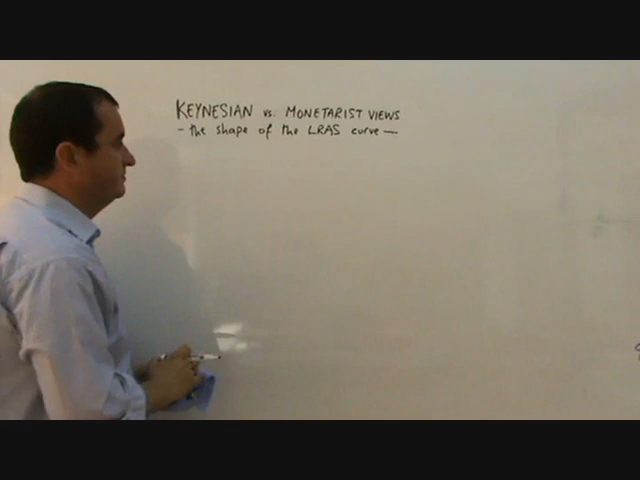 KEYNESIAN vs. MONETARIST VIEWS
- the shape of the LRAS curve —